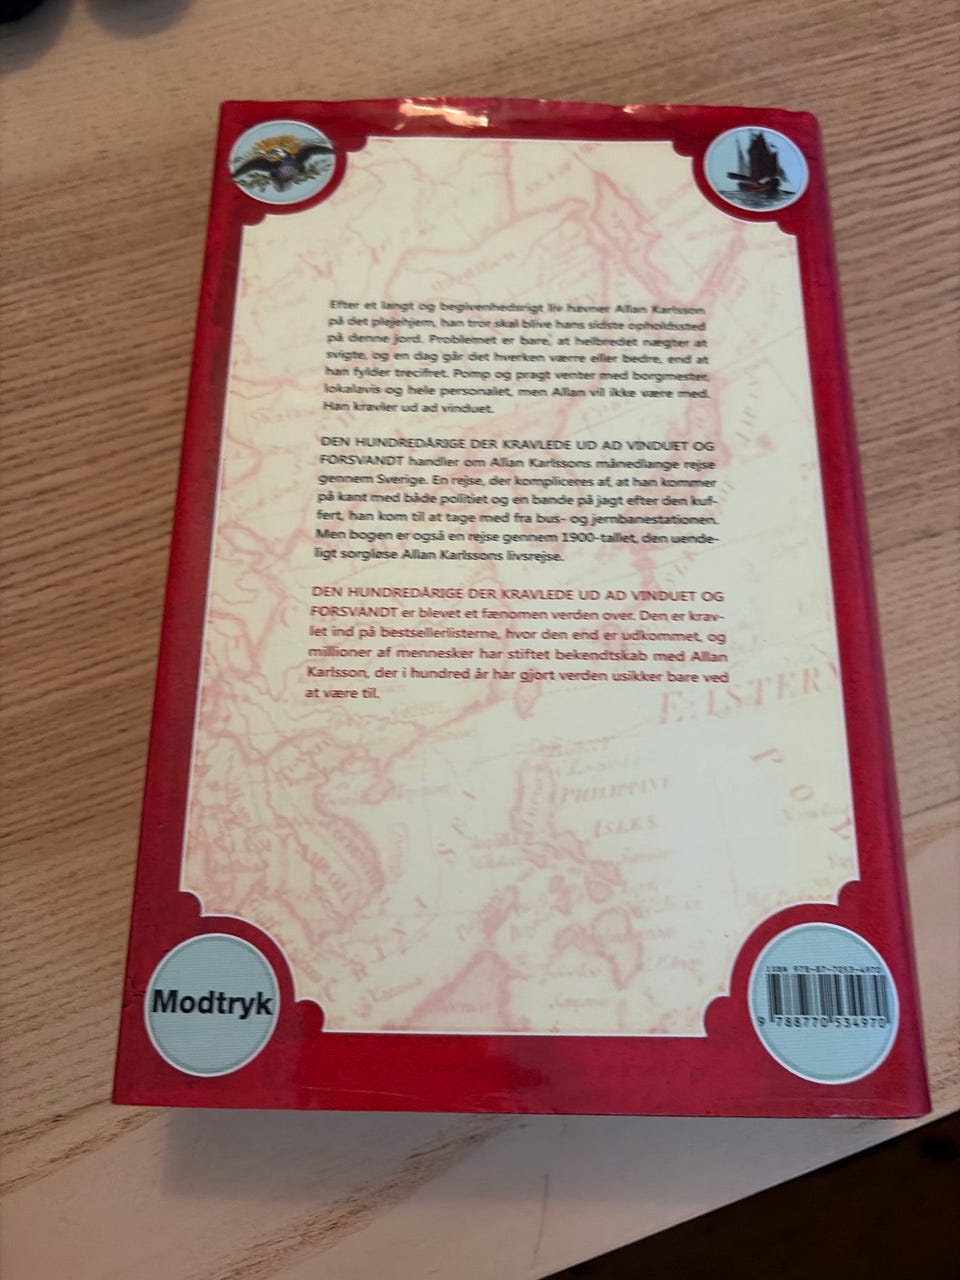 Efter et langt og begivenhedsrigt liv havner Allan Karlsson
på det plejehjem, han tror skal blive hans sidste opholdssted
på denne jord. Problemet er bare, at helbredet nægter at
svigte, og en dag går det hverken værre eller bedre, end at
han fylder trecifret. Pomp og pragt venter med borgmester,
lokalavis og hele personalet, men Allan vil ikke være med.
Han kravler ud ad vinduet.
DEN HUNDREDÅRIGE DER KRAVLEDE UD AD VINDUET OG
FORSVANDT handler om Allan Karlssons månedlange rejse
gennem Sverige. En rejse, der kompliceres af, at han kommer
på kant med både politiet og en bande på jagt efter den kuf-
fert, han kom til at tage med fra bus- og jernbanestationen.
Men bogen er også en rejse gennem 1900-tallet, den uende-
ligt sorgløse Allan Karlssons livsrejse.
DEN HUNDREDÅRIGE DER KRAVLEDE UD AD VINDUET OG
FORSVANDT er blevet et fænomen verden over. Den er krav-
let ind på bestsellerlisterne, hvor den end er udkommet, og
millioner af mennesker har stiftet bekendtskab med Allan
Karlsson, der i hundred år har gjort verden usikker bare ved
at være til.
EASTERN
PHILIPPINE
ISLES
Modtryk
ISBN 978-87-7053-497-0
9 788770 534970